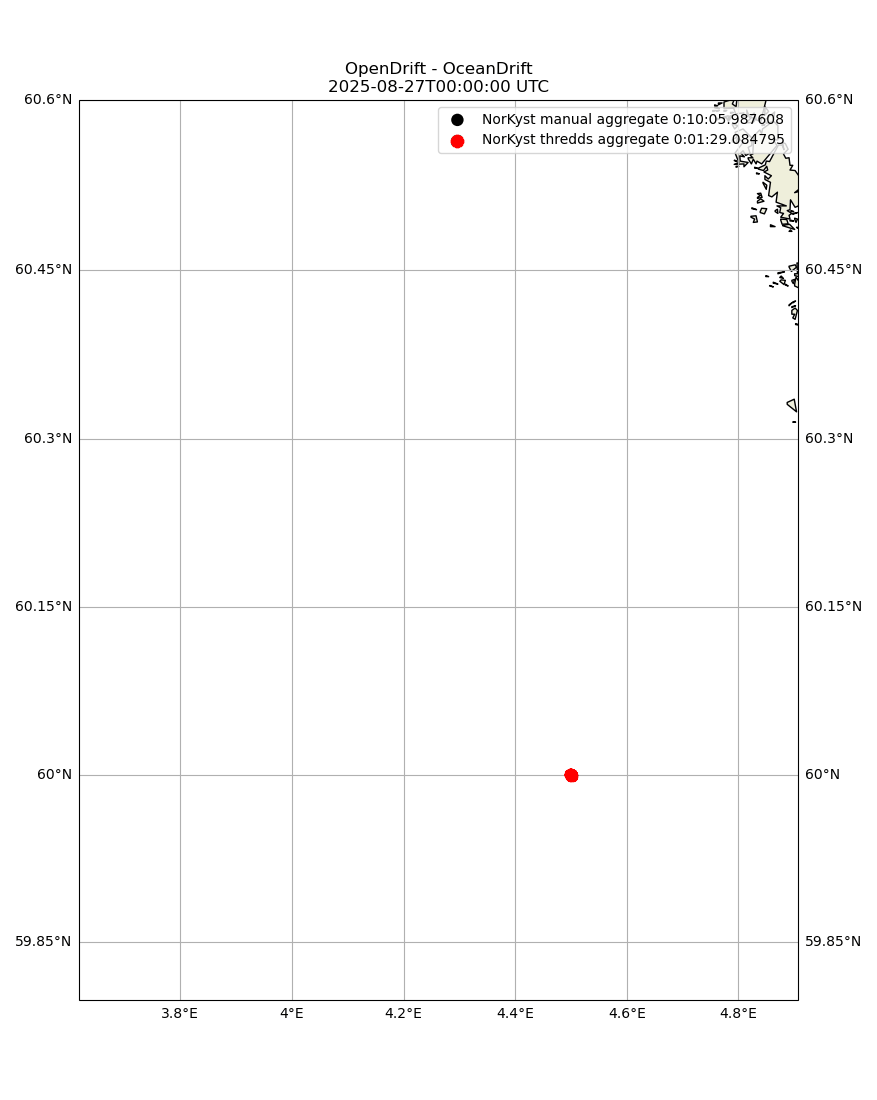 OpenDrift - OceanDrift
2025-08-27T00:00:00 UTC
60.6°N 60.6°N
NorKyst manual aggregate 0:10:05.987608
NorKyst thredds aggregate 0:01:29.084795
60.45°N 60.45°N
60.3°N 60.3°N
60.15°N 60.15°N
60°N 60°N
59.85°N 59.85°N
3.8°E 4°E 4.2°E 4.4°E 4.6°E 4.8°E